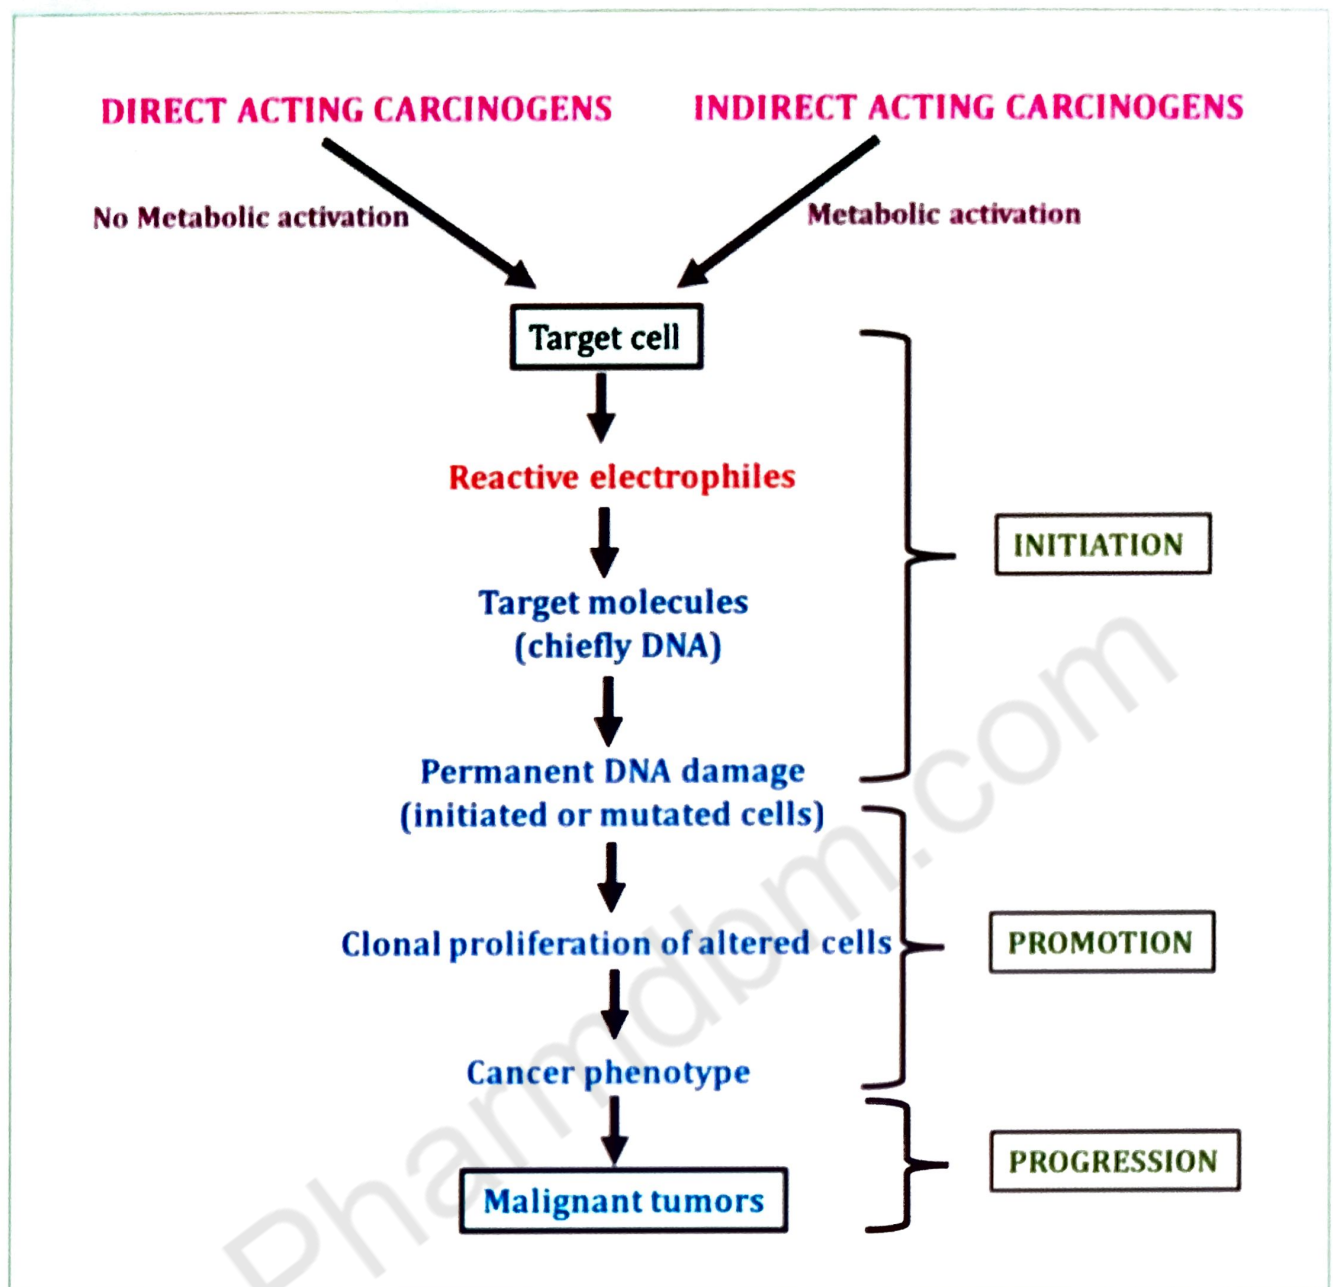 DIRECT ACTING CARCINOGENS
INDIRECT ACTING CARCINOGENS
No Metabolic activation
Metabolic activation
Target cell
Reactive electrophiles
INITIATION
Target molecules
(chiefly DNA)
Permanent DNA damage
(initiated or mutated cells)
Clonal proliferation of altered cells
PROMOTION
Cancer phenotype
PROGRESSION
Malignant tumors
Pharmdbm.com